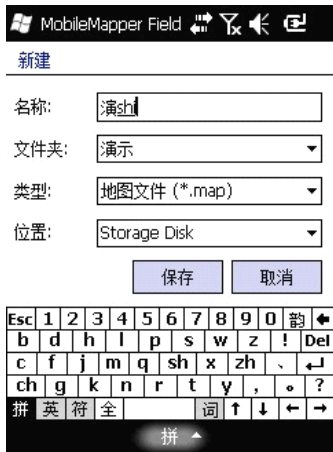 MobileMapper Field
新建
名称: 演shi
文件夹: 演示
类型: 地图文件 (*.map)
位置: Storage Disk
保存 取消
Esc 1 2 3 4 5 6 7 8 9 0 韵 ←
b d h l p s w z ! Del
c f j m q sh x zh 、 ↵
ch g k n r t y , 。 ?
拼 英 符 全 词 ↑ ↓ ← →
拼